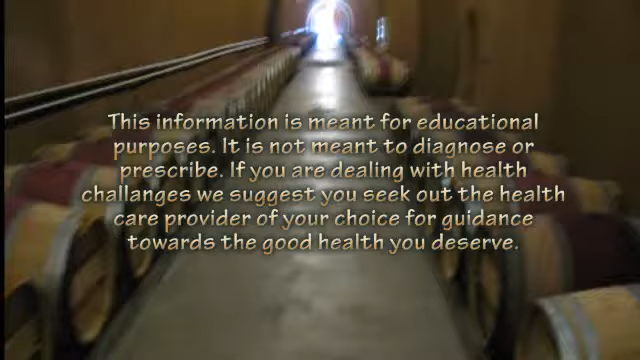 This information is meant for educational
purposes. It is not meant to diagnose or
prescribe. If you are dealing with health
challanges we suggest you seek out the health
care provider of your choice for guidance
towards the good health you deserve.